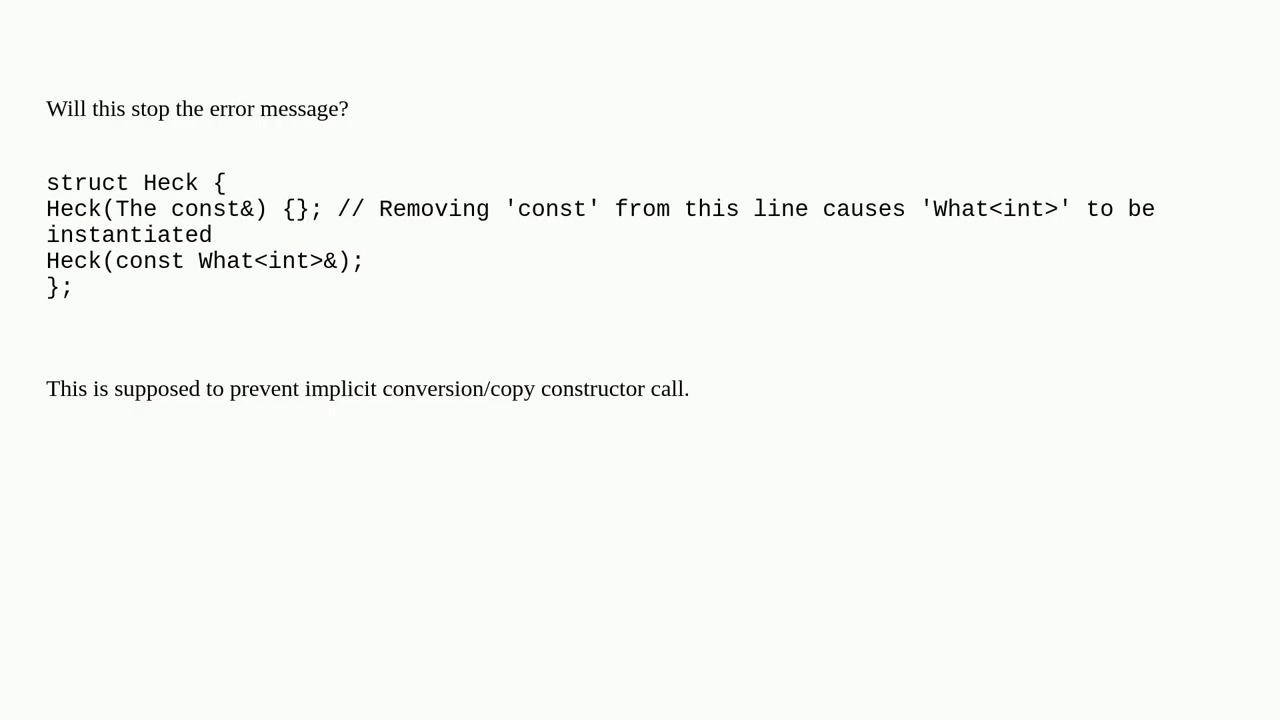 Will this stop the error message?
struct Heck {
Heck(The const&) {}; // Removing 'const' from this line causes 'What<int>' to be
instantiated
Heck(const What<int>&);
};
This is supposed to prevent implicit conversion/copy constructor call.